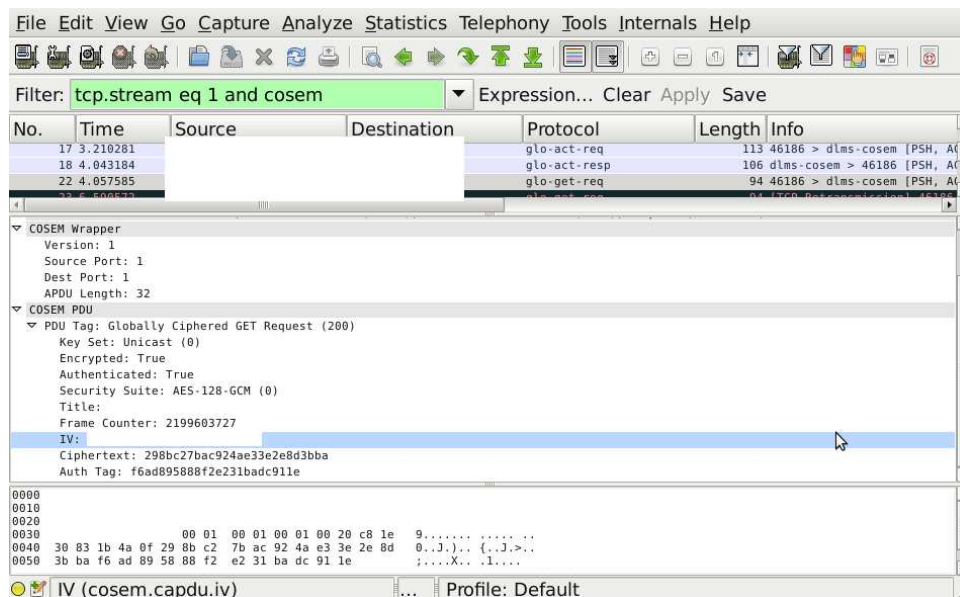 File Edit View Go Capture Analyze Statistics Telephony Tools Internals Help
Filter: tcp.stream eq 1 and cosem Expression... Clear Apply Save
No. Time Source Destination Protocol Length Info
17 3.210281 glo-act-req 113 46186 > dlms-cosem [PSH, AC
18 4.043184 glo-act-resp 106 dlms-cosem > 46186 [PSH, AC
22 4.057585 glo-get-req 94 46186 > dlms-cosem [PSH, AC
COSEM Wrapper
Version: 1
Source Port: 1
Dest Port: 1
APDU Length: 32
COSEM PDU
PDU Tag: Globally Ciphered GET Request (200)
Key Set: Unicast (0)
Encrypted: True
Authenticated: True
Security Suite: AES-128-GCM (0)
Title:
Frame Counter: 2199603727
IV:
Ciphertext: 298bc27bac924ae33e2e8d3bba
Auth Tag: f6ad895888f2e231badc911e
0000
0010
0020
0030 00 01 00 01 00 01 00 20 c8 1e 9....... ..... ..
0040 30 83 1b 4a 0f 29 8b c2 7b ac 92 4a e3 3e 2e 8d 0..J.).. {..J.>..
0050 3b ba f6 ad 89 58 88 f2 e2 31 ba dc 91 1e ;....X.. .1....
IV (cosem.capdu.iv) ... Profile: Default